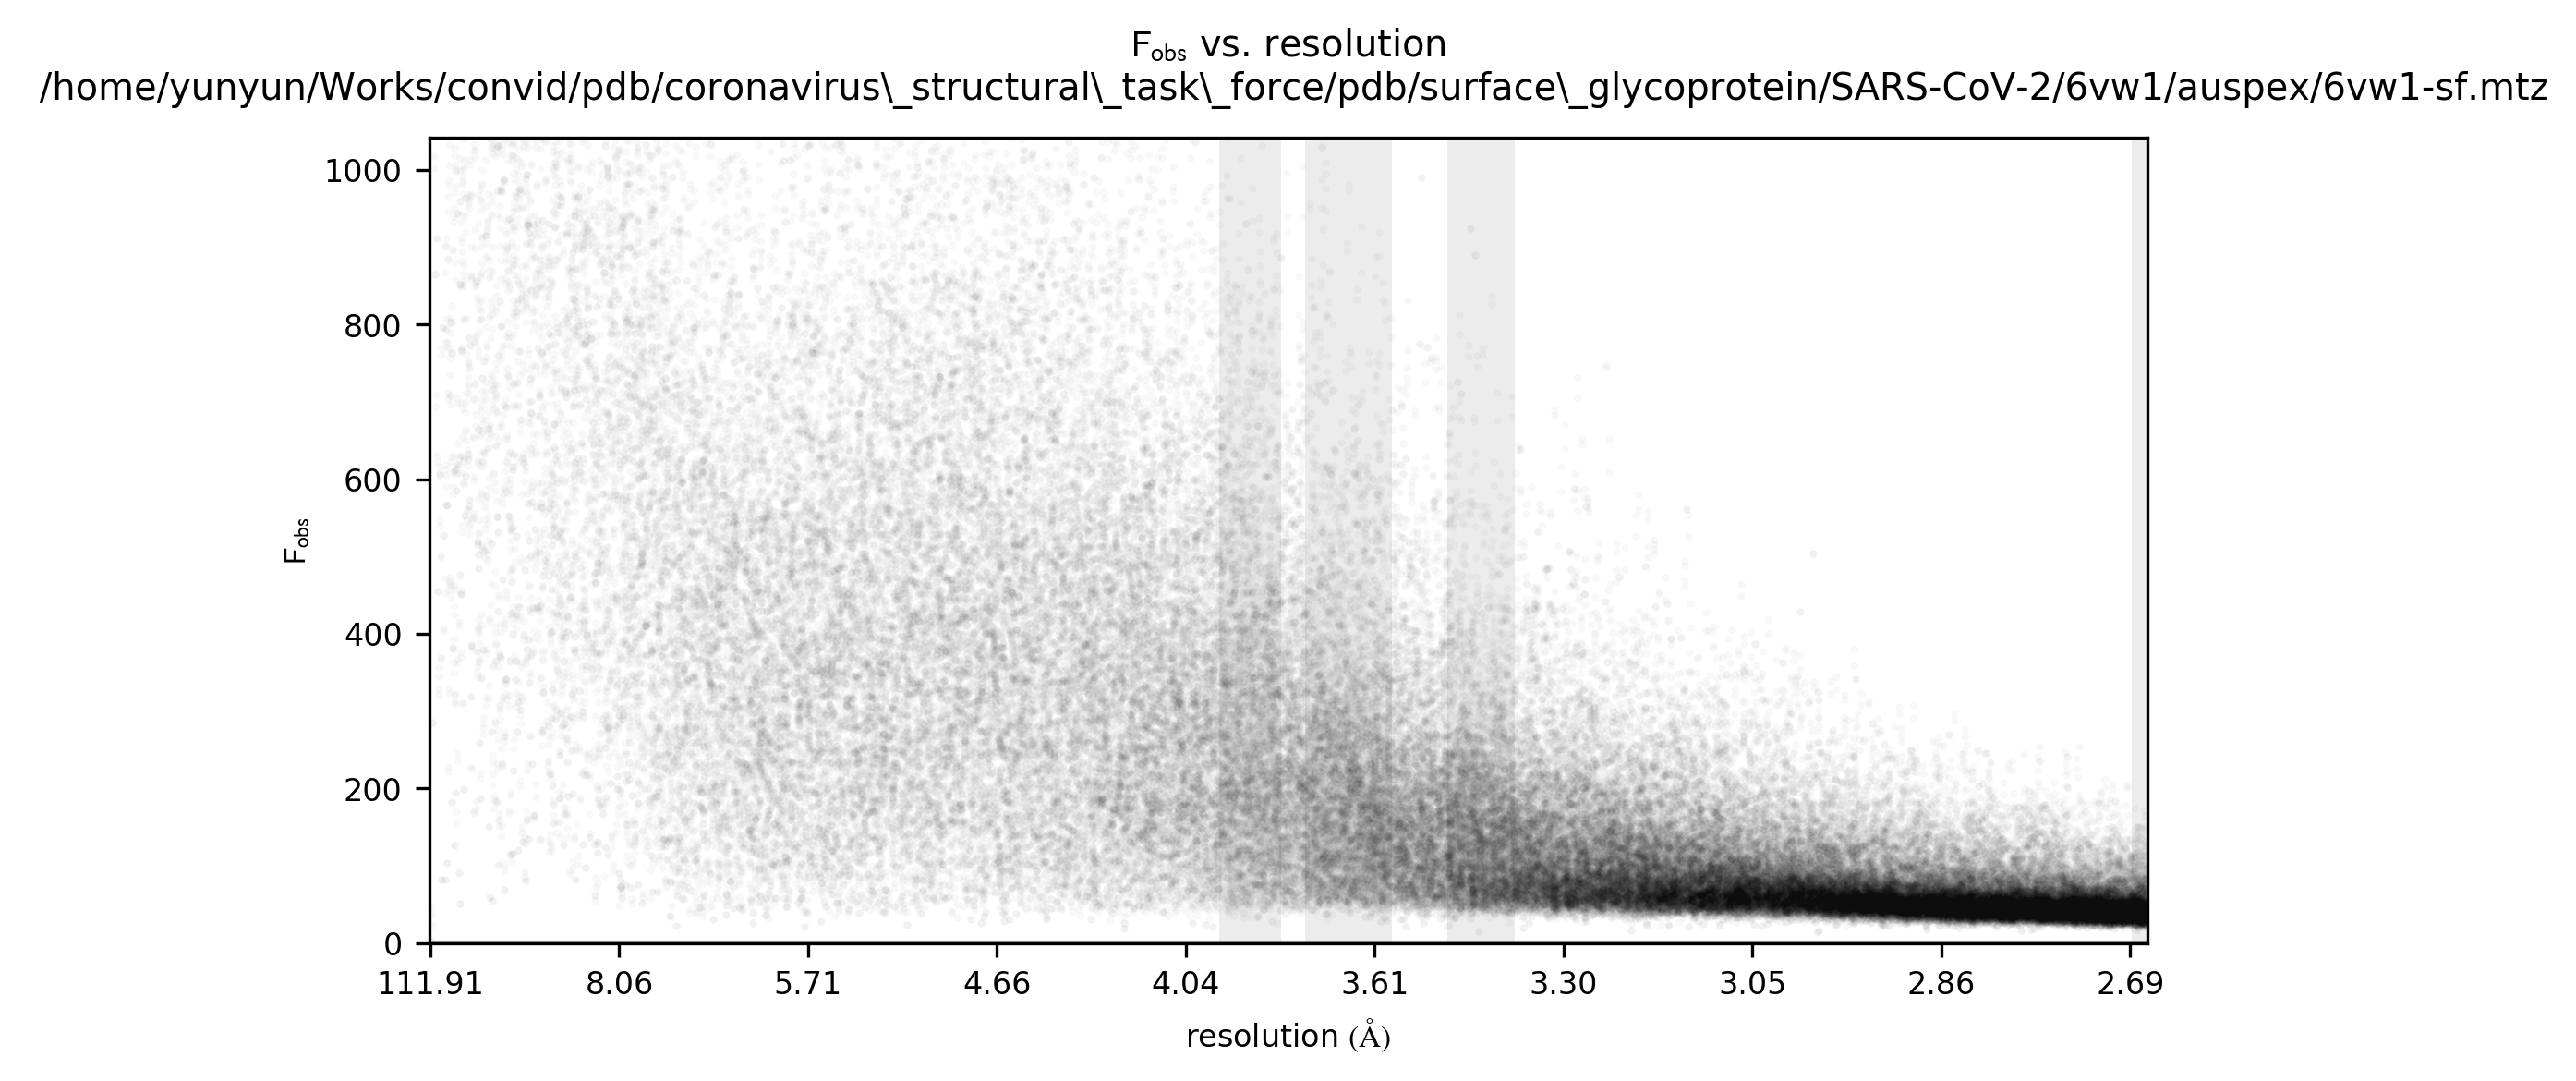 F_obs vs. resolution
/home/yunyun/Works/convid/pdb/coronavirus\_structural\_task\_force/pdb/surface\_glycoprotein/SARS-CoV-2/6vw1/auspex/6vw1-sf.mtz
1000
800
600
400
200
0
F_obs
111.91 8.06 5.71 4.66 4.04 3.61 3.30 3.05 2.86 2.69
resolution (Å)